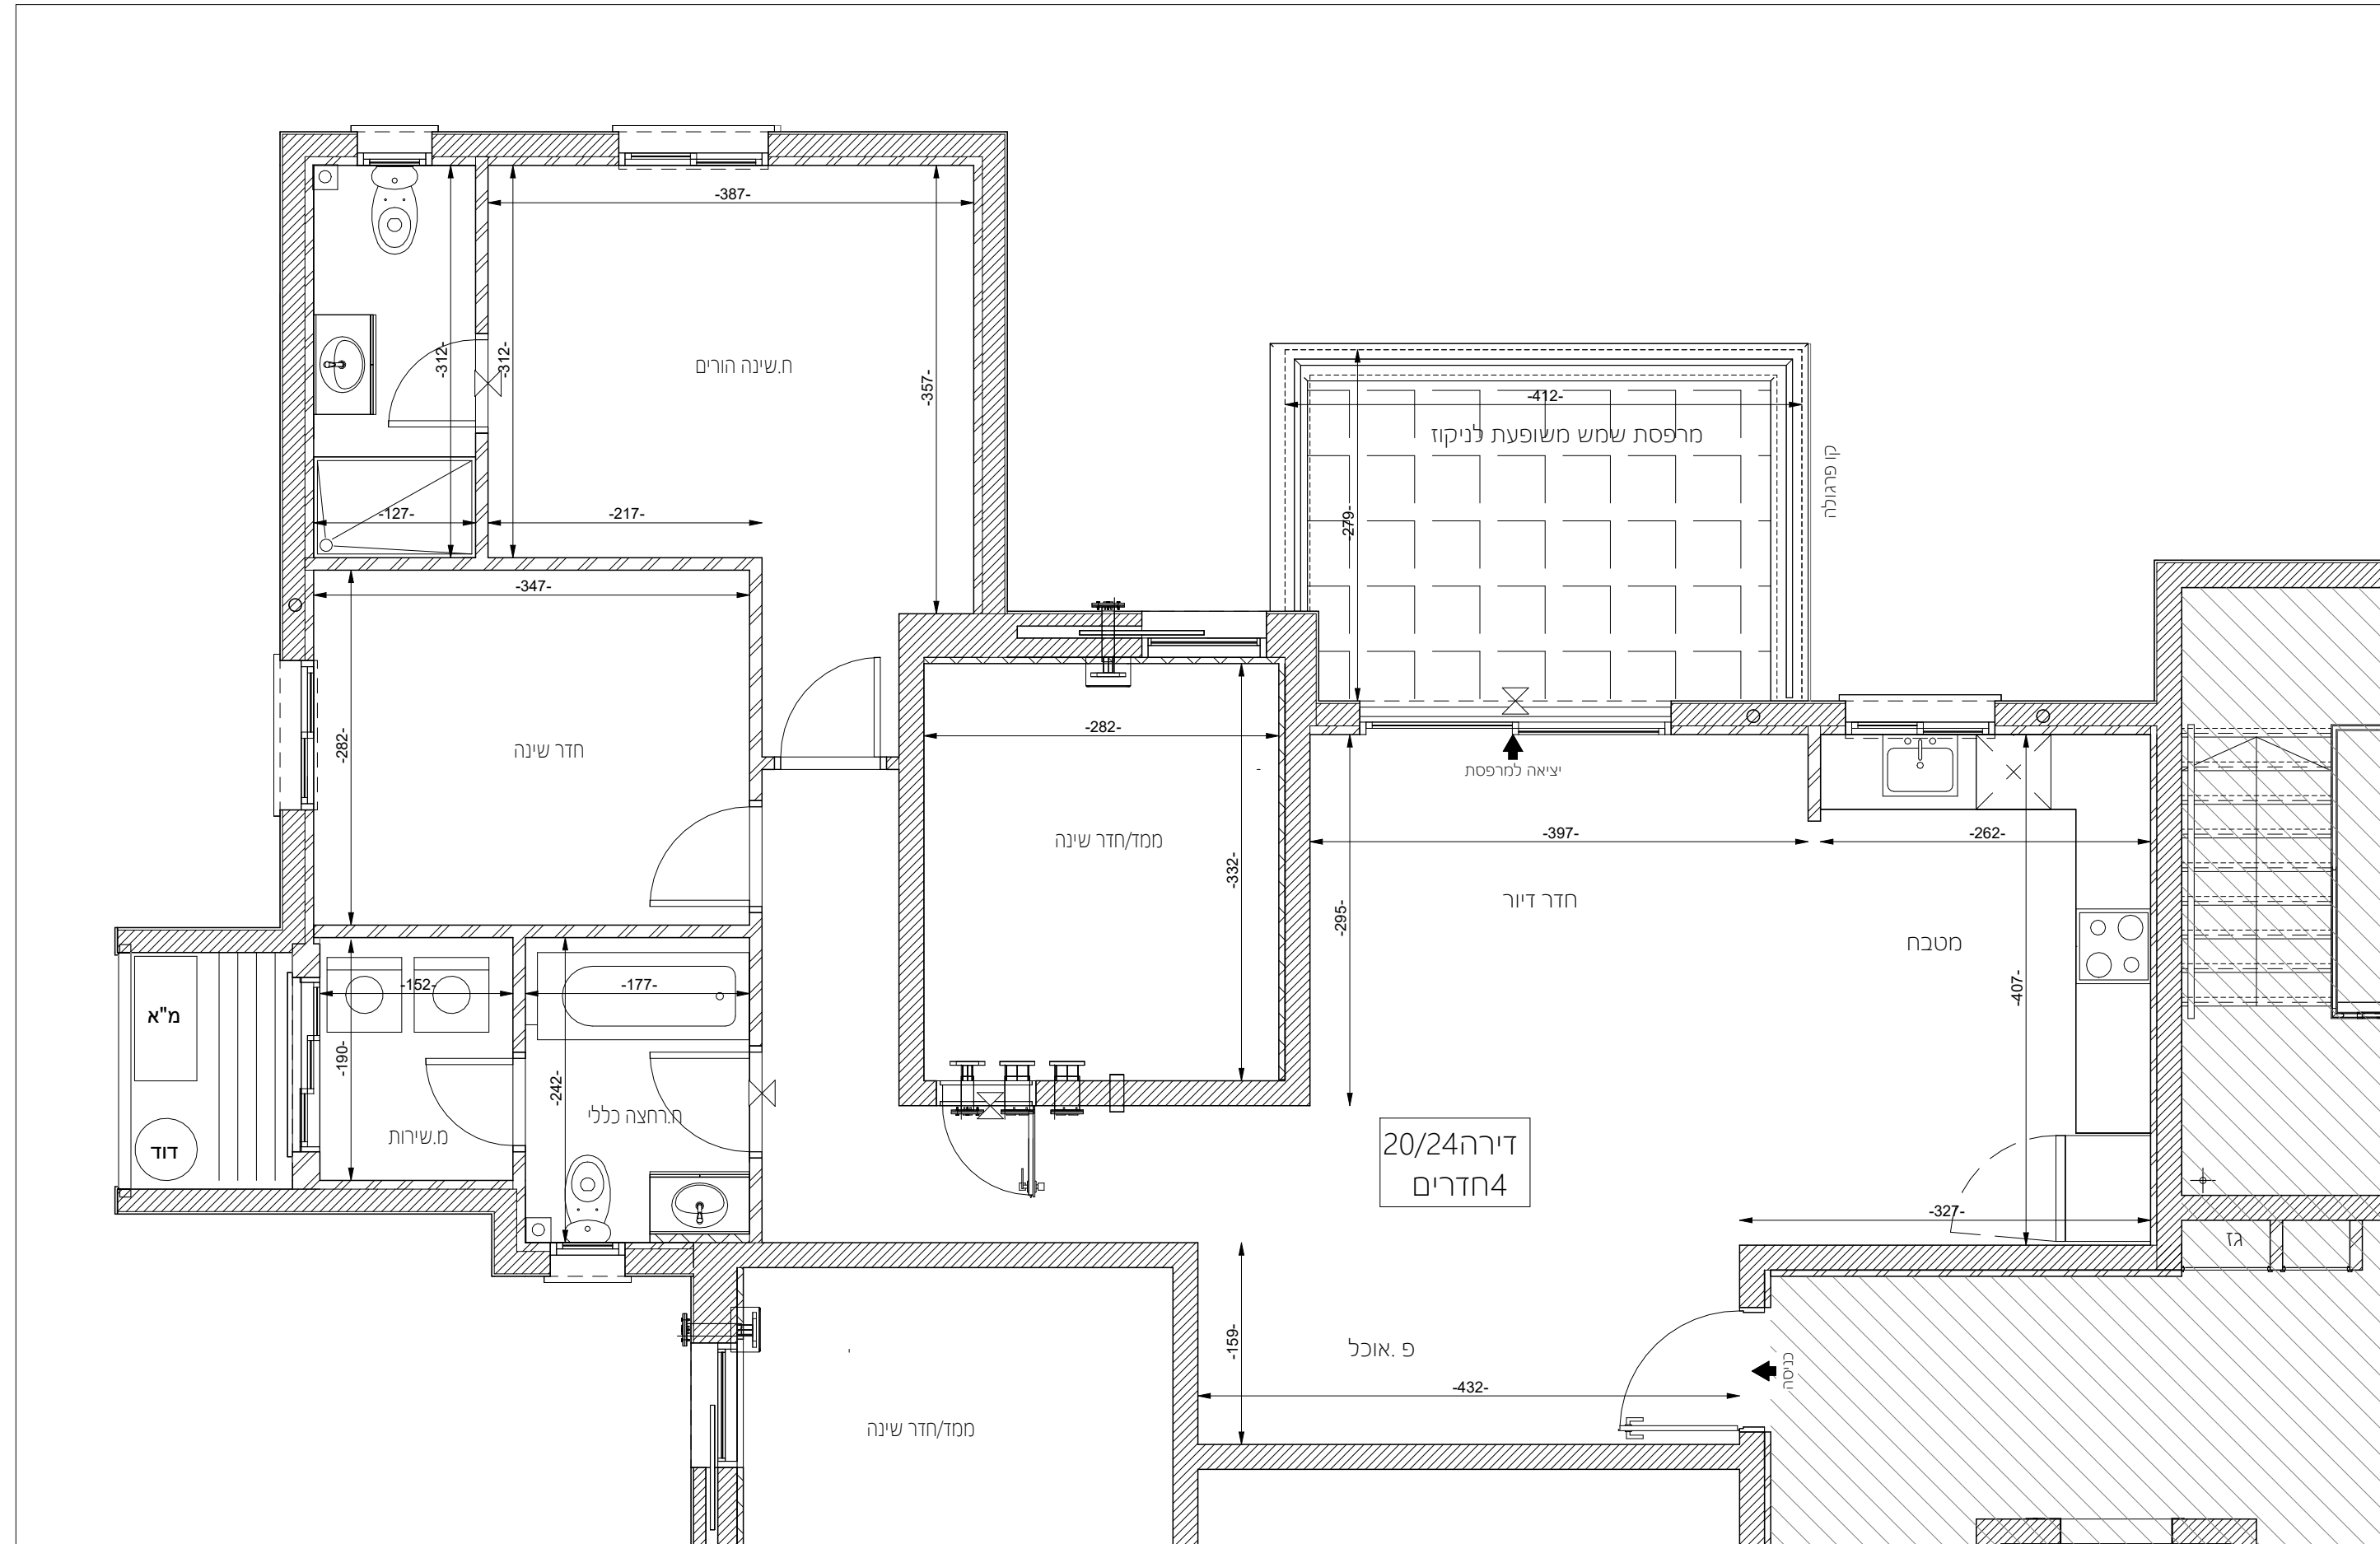 -387-
-312-
-312-
ח.שינה הורים
-357-
-412-
מרפסת שמש משופעת לניקוז
קו פרגולה
-279-
-127-
-217-
-347-
-282-
חדר שינה
-282-
יציאה למרפסת
ממד/חדר שינה
-332-
-397-
-262-
חדר דיור
-295-
מטבח
-407-
-152-
-177-
מ"א
-190-
-242-
ח.רחצה כללי
מ.שירות
דוד
דירה20/24
4חדרים
-327-
גז
-159-
פ .אוכל
כניסה
-432-
ממד/חדר שינה